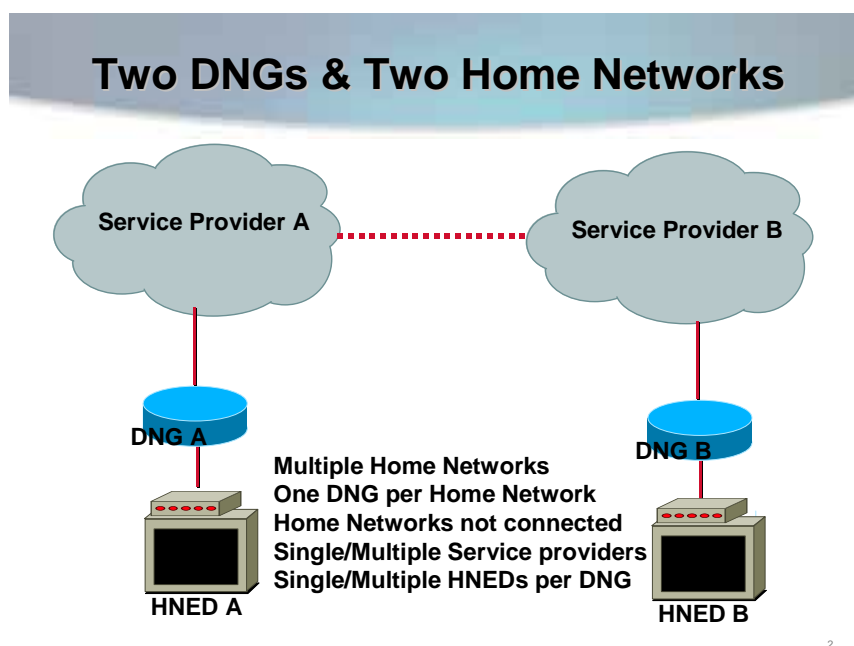 Two DNGs & Two Home Networks
Service Provider A
Service Provider B
DNG A
DNG B
Multiple Home Networks
One DNG per Home Network
Home Networks not connected
Single/Multiple Service providers
Single/Multiple HNEDs per DNG
HNED A
HNED B
2